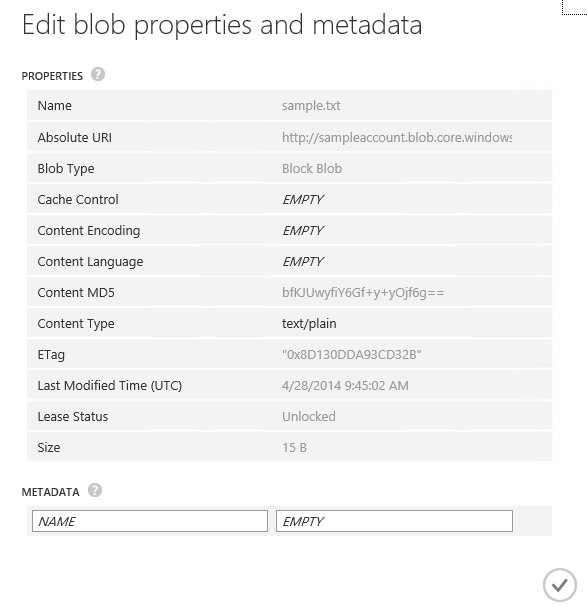 Edit blob properties and metadata
PROPERTIES ?
Name sample.txt
Absolute URI http://sampleaccount.blob.core.windows
Blob Type Block Blob
Cache Control EMPTY
Content Encoding EMPTY
Content Language EMPTY
Content MD5 bfKJUwyfiY6Gf+y+yOjf6g==
Content Type text/plain
ETag "0x8D130DDA93CD32B"
Last Modified Time (UTC) 4/28/2014 9:45:02 AM
Lease Status Unlocked
Size 15 B
METADATA ?
NAME EMPTY